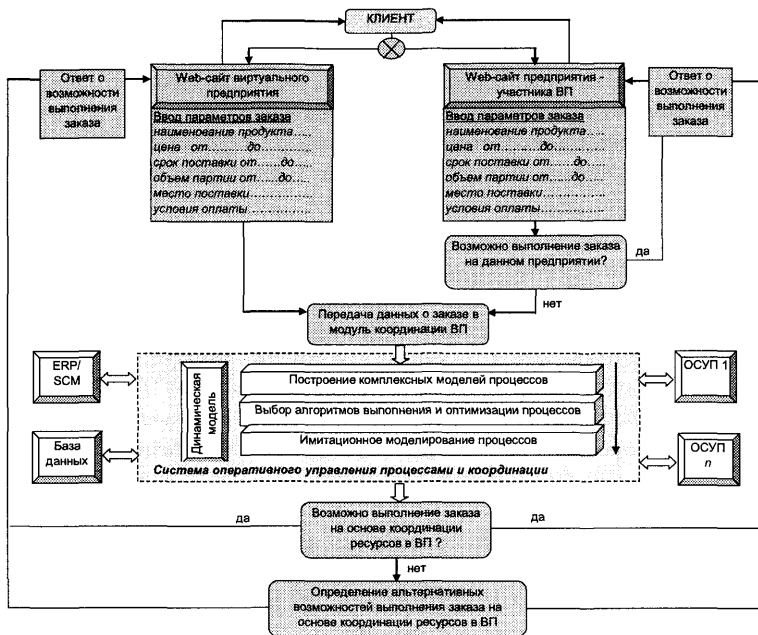 КЛИЕНТ
Ответ о
возможности
выполнения
заказа
Web-сайт виртуального
предприятия
Ввод параметров заказа
наименование продукта.....
цена от........до.....
срок поставки от......до.....
объем партии от.....до.....
место поставки..............
условия оплаты..............
Web-сайт предприятия -
участника ВП
Ввод параметров заказа
наименование продукта.....
цена от........до.....
срок поставки от......до.....
объем партии от.....до.....
место поставки..............
условия оплаты..............
Ответ о
возможности
выполнения
заказа
Возможно выполнение заказа
на данном предприятии?
да
нет
Передача данных о заказе в
модуль координации ВП
ERP/
SCM
База
данных
Динамическая
модель
Построение комплексных моделей процессов
Выбор алгоритмов выполнения и оптимизации процессов
Имитационное моделирование процессов
Система оперативного управления процессами и координации
ОСУП 1
ОСУП
n
да
Возможно выполнение заказа
на основе координации
ресурсов в ВП ?
да
нет
Определение альтернативных
возможностей выполнения заказа на
основе координации ресурсов в ВП